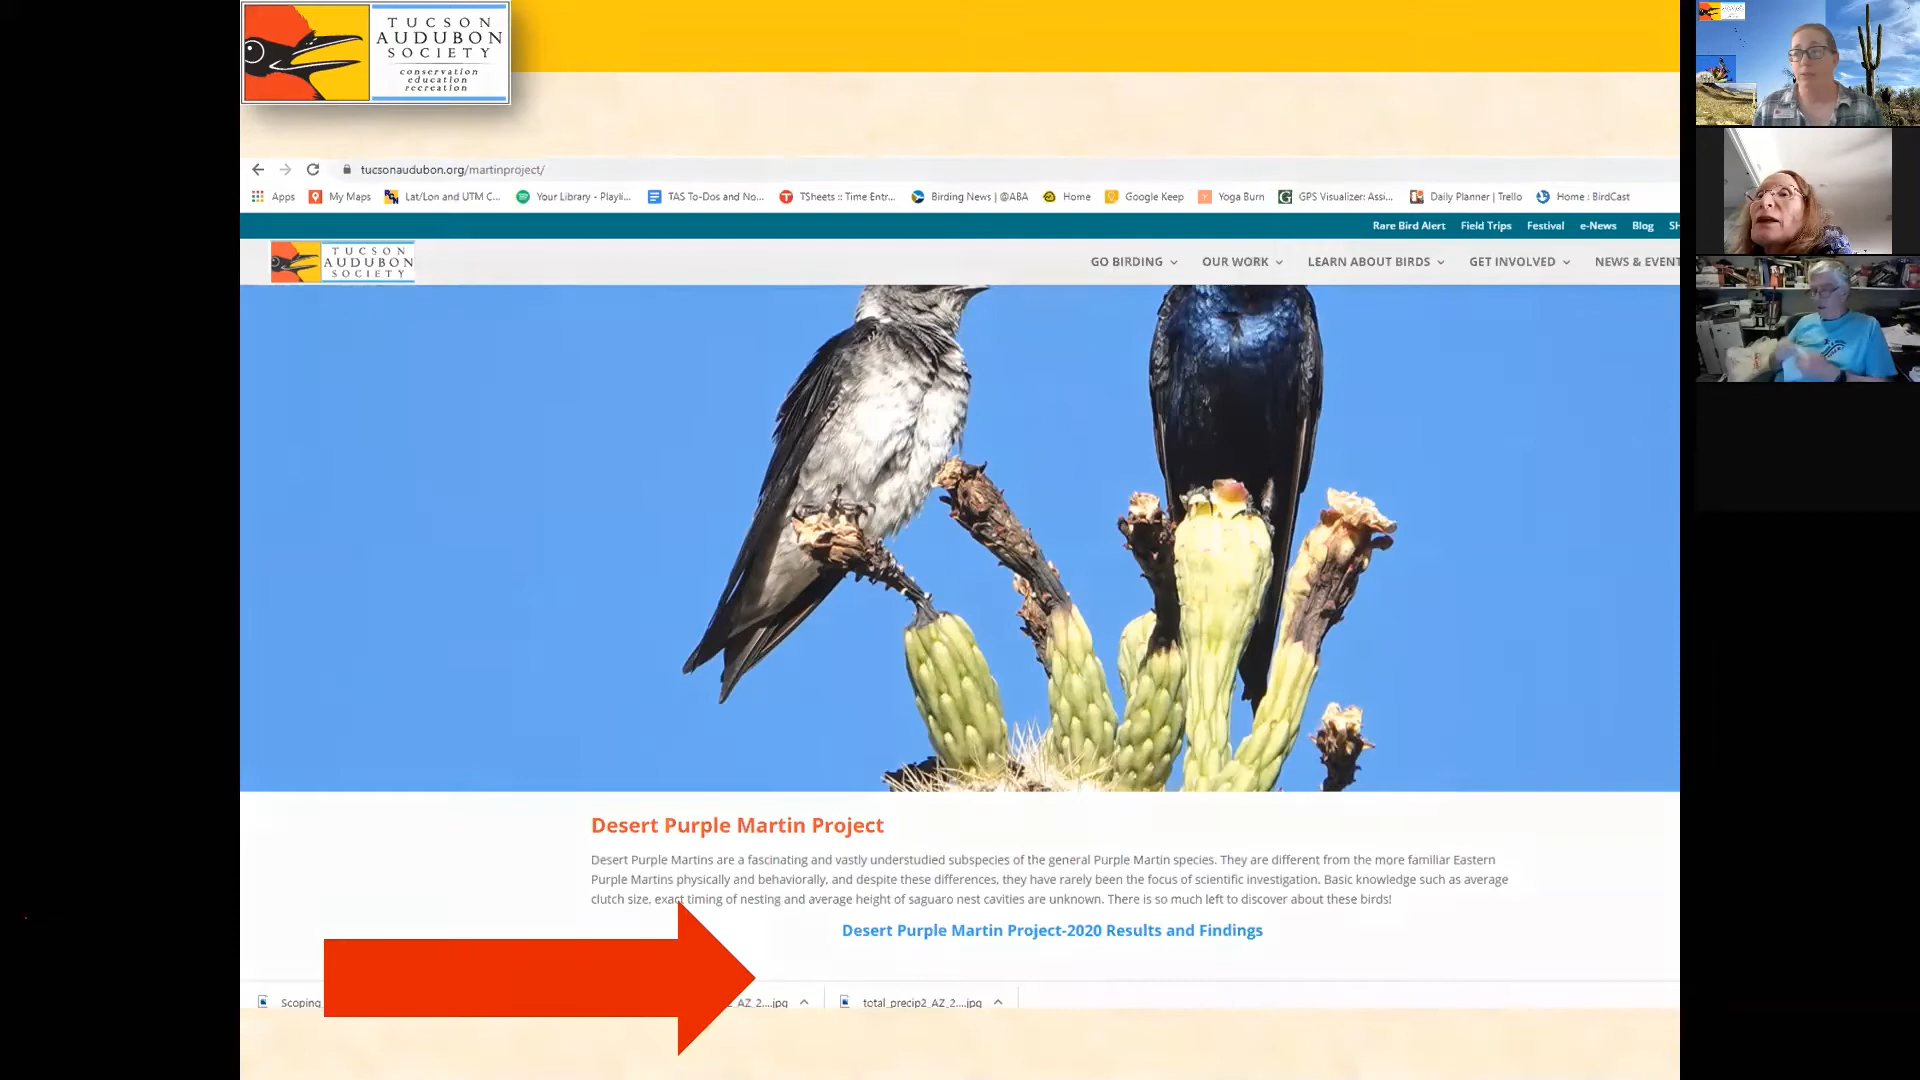 TUCSON
AUDUBON
SOCIETY
conservation
education
recreation
tucsonaudubon.org/martinproject/
Apps My Maps Lat/Lon and UTM C... Your Library - Playli... TAS To-Dos and No... TSheets :: Time Entr... Birding News | @ABA Home Google Keep Yoga Burn GPS Visualizer: Assi... Daily Planner | Trello Home : BirdCast
Rare Bird Alert Field Trips Festival e-News Blog SH
TUCSON
AUDUBON
SOCIETY
GO BIRDING OUR WORK LEARN ABOUT BIRDS GET INVOLVED NEWS & EVENT
Desert Purple Martin Project
Desert Purple Martins are a fascinating and vastly understudied subspecies of the general Purple Martin species. They are different from the more familiar Eastern
Purple Martins physically and behaviorally, and despite these differences, they have rarely been the focus of scientific investigation. Basic knowledge such as average
clutch size, exact timing of nesting and average height of saguaro nest cavities are unknown. There is so much left to discover about these birds!
Desert Purple Martin Project-2020 Results and Findings
Scoping 2_AZ_2....jpg total_precip2_AZ_2....jpg